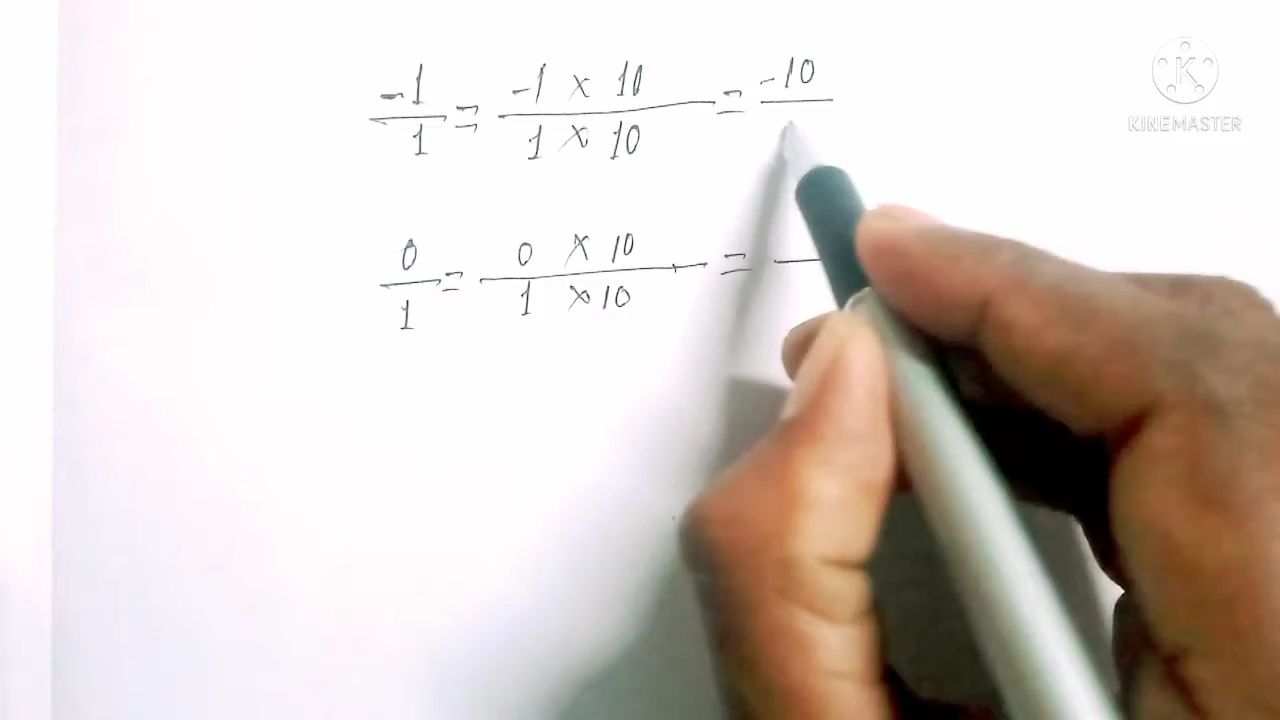 -1/1 = -1 x 10/1 x 10 = -10/
K
KINEMASTER
0/1 = 0 x 10/1 x 10 =